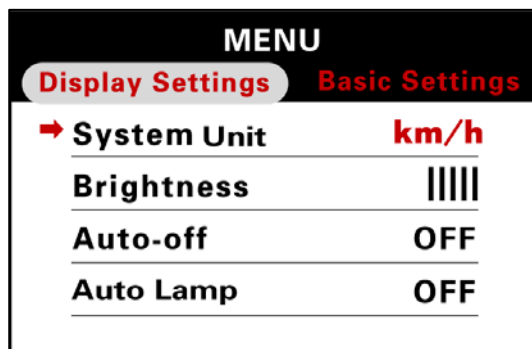 MENU
Display Settings Basic Settings
System Unit km/h
Brightness |||||
Auto-off OFF
Auto Lamp OFF